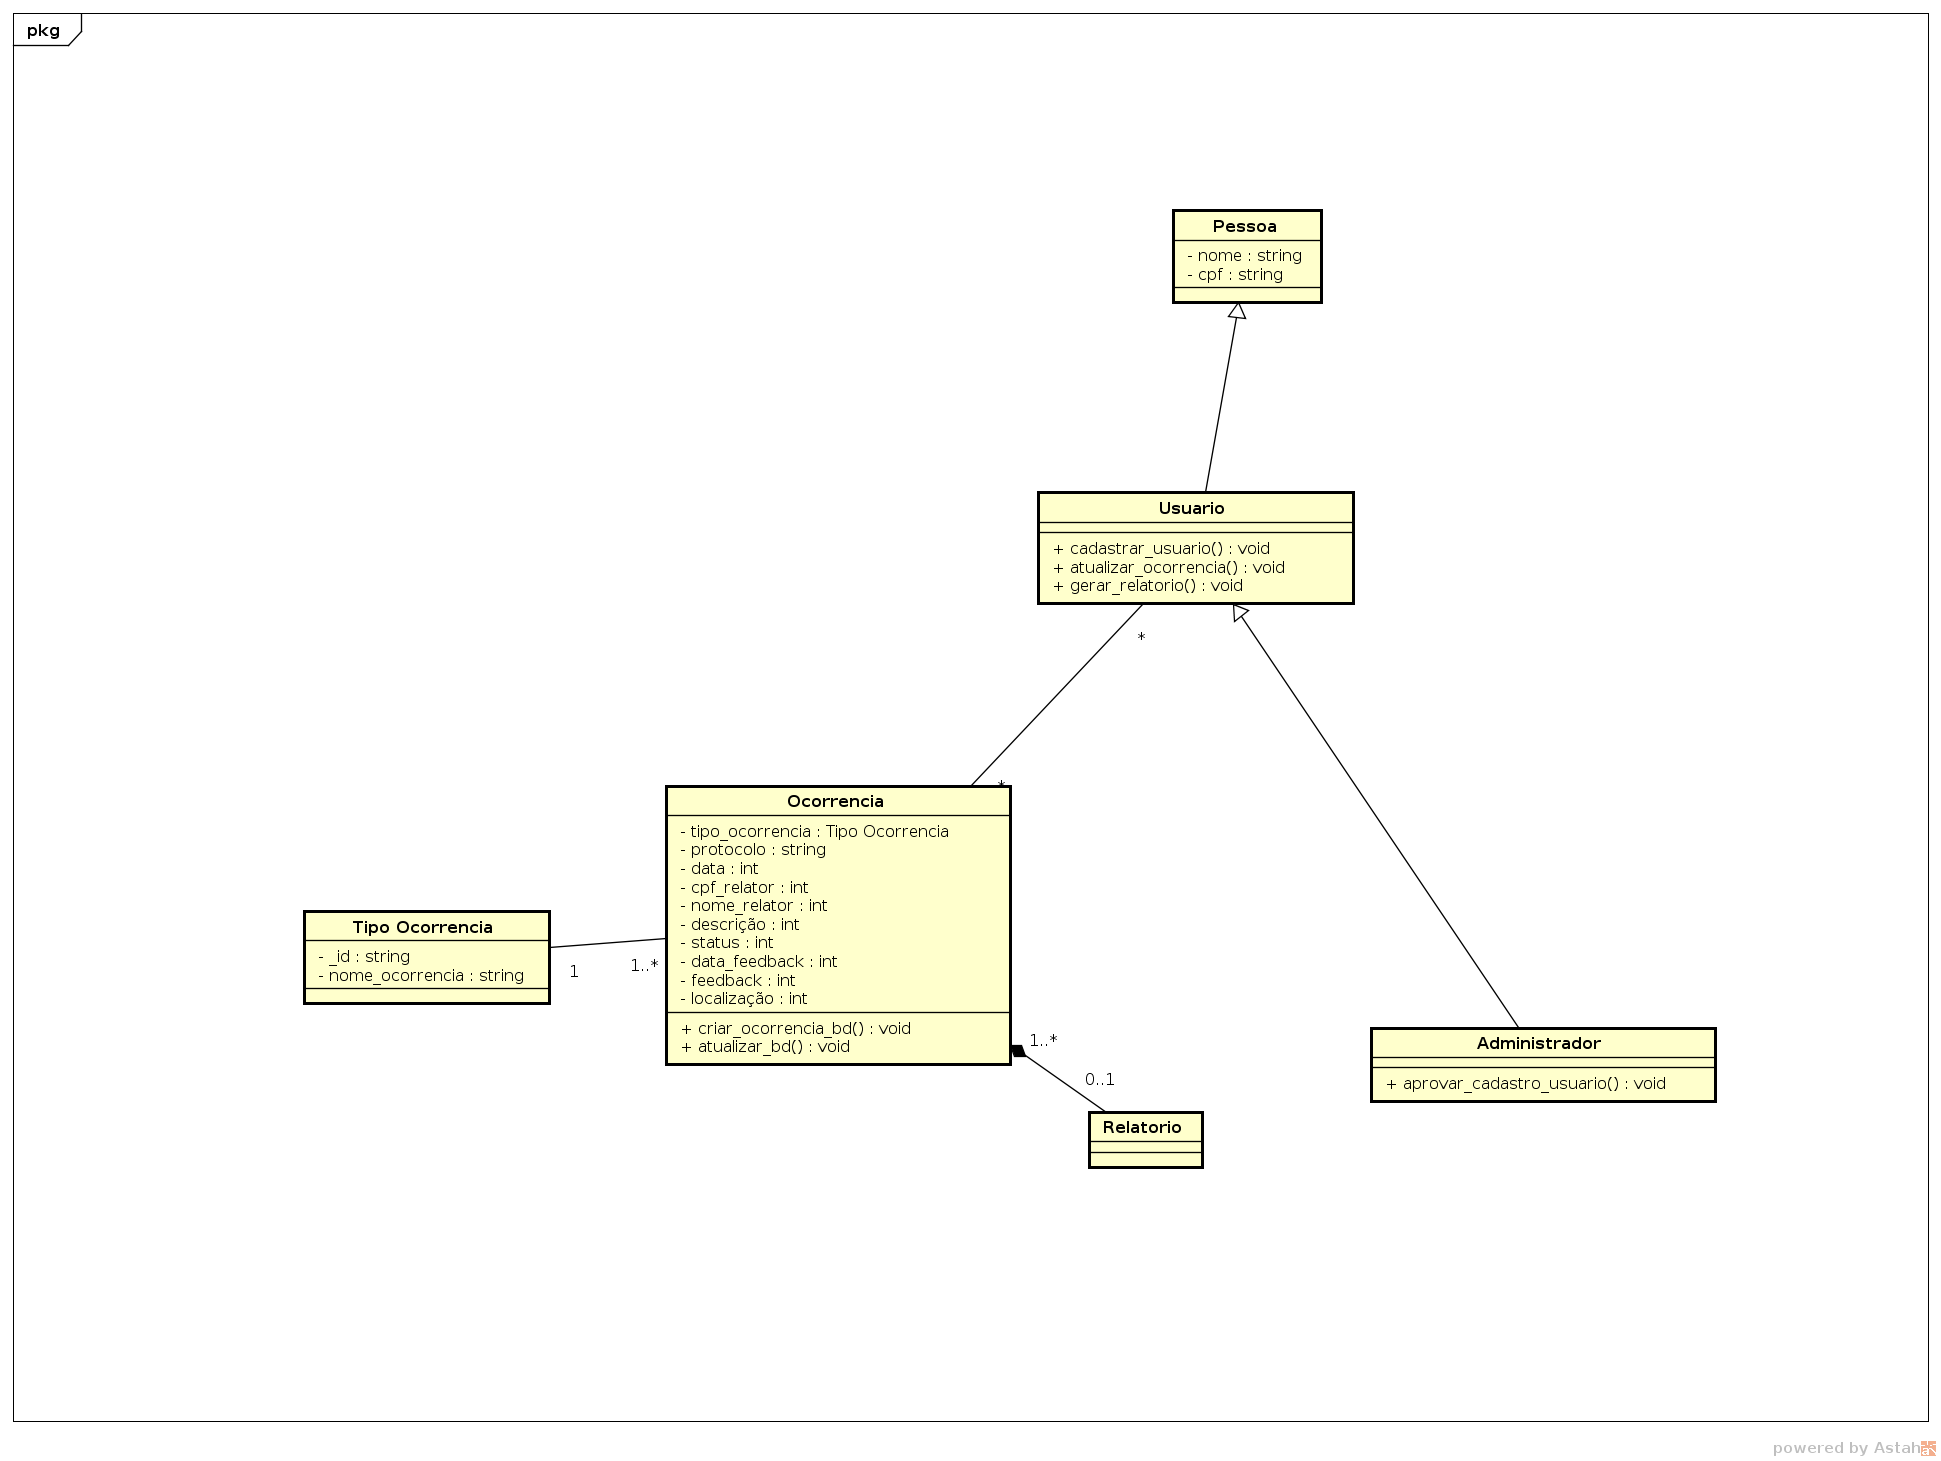 pkg
Pessoa
- nome : string
- cpf : string
Usuario
+ cadastrar_usuario() : void
+ atualizar_ocorrencia() : void
+ gerar_relatorio() : void
*
*
Ocorrencia
- tipo_ocorrencia : Tipo Ocorrencia
- protocolo : string
- data : int
- cpf_relator : int
- nome_relator : int
- descrição : int
- status : int
- data_feedback : int
- feedback : int
- localização : int
+ criar_ocorrencia_bd() : void
+ atualizar_bd() : void
Tipo Ocorrencia
- _id : string
- nome_ocorrencia : string
1
1..*
1..*
0..1
Relatorio
Administrador
+ aprovar_cadastro_usuario() : void
powered by Astah